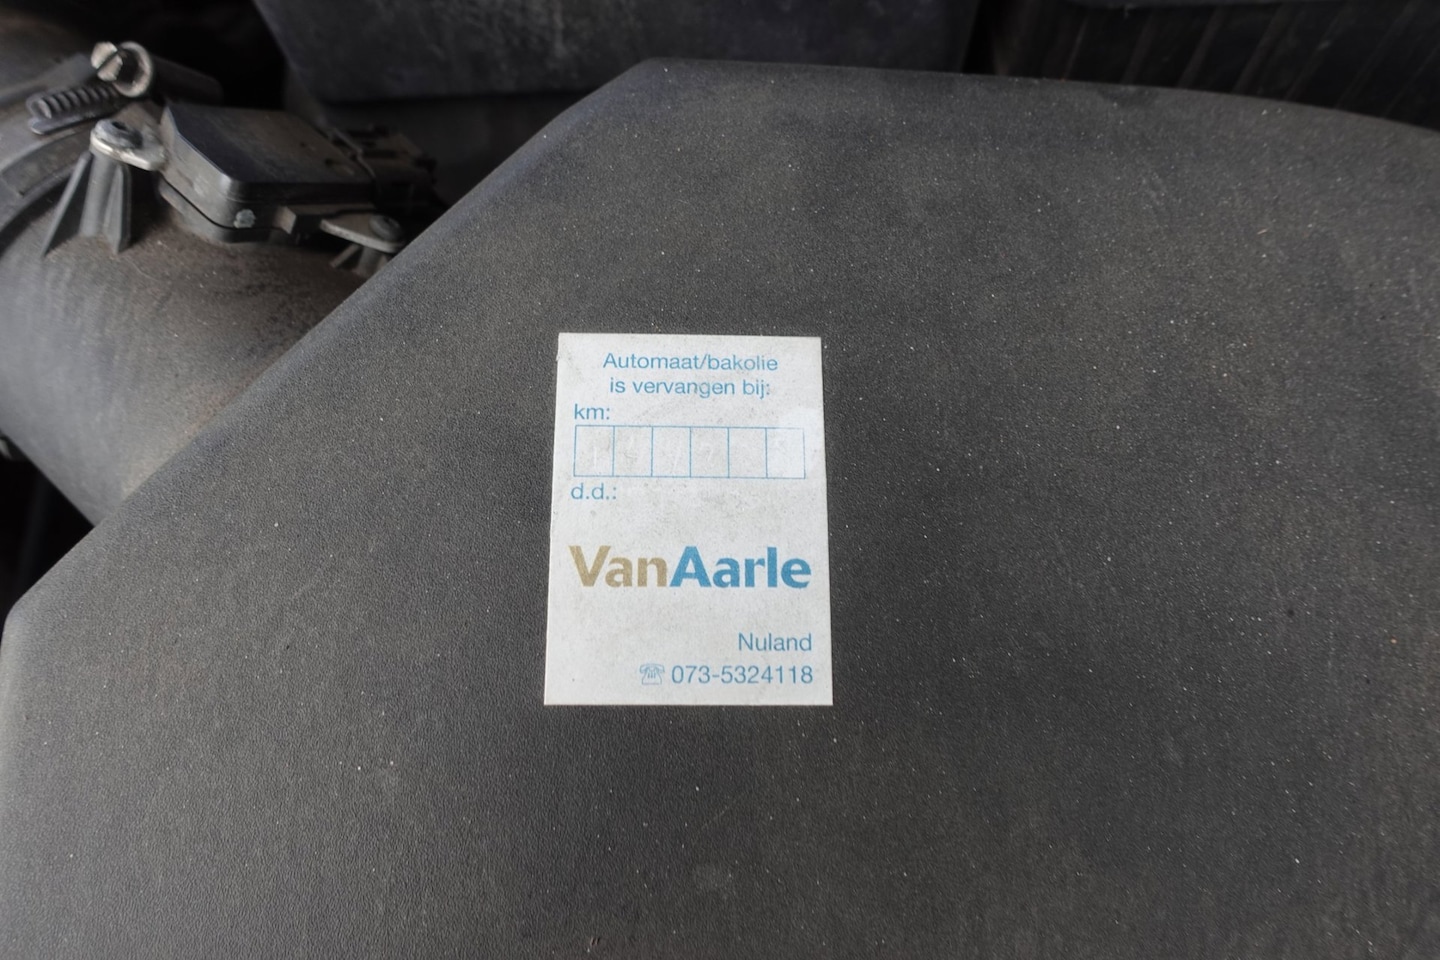 Automaat/bakolie
is vervangen bij:
km:
d.d.:
VanAarle
Nuland
☏ 073-5324118